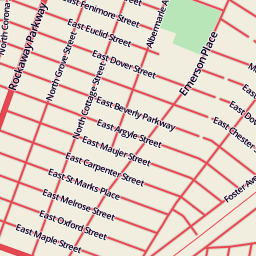 East Fenimore Street
North Corona
Rockaway Parkway
East Euclid Street
Albermarle A
North Grove Street
East Dover Street
Emerson Place
North Cottage Street
East Beverly Parkway
East Argyle Street
East Chester S
East Maujer Street
East Carpenter Street
East St Marks Place
Foster Ave
East Melrose Street
East Oxford Street
East Maple Street